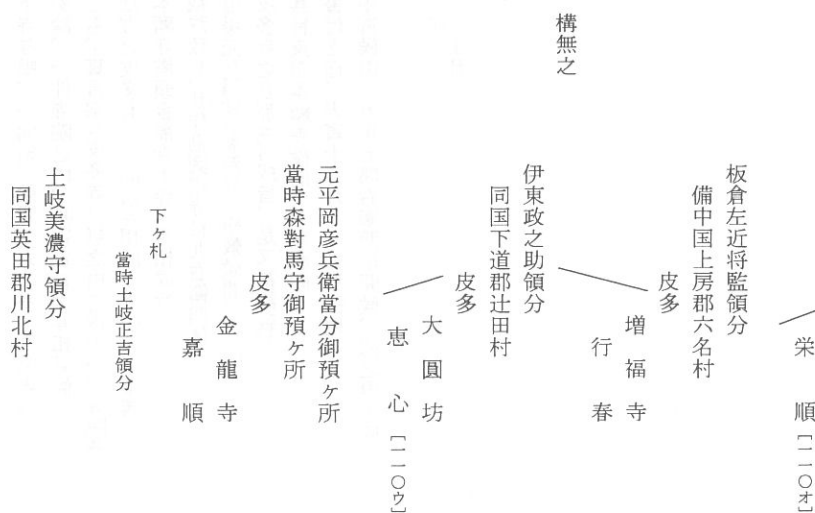 栄順［一一〇オ］
板倉左近将監領分
備中国上房郡六名村
皮多
増福寺
行春
構無之
伊東政之助領分
同国下道郡辻田村
皮多
大圓坊
恵心［一一〇ウ］
元平岡彦兵衛當分御預ヶ所
當時森對馬守御預ヶ所
皮多
金龍寺
嘉順
下ヶ札
當時土岐正吉領分
土岐美濃守領分
同国英田郡川北村